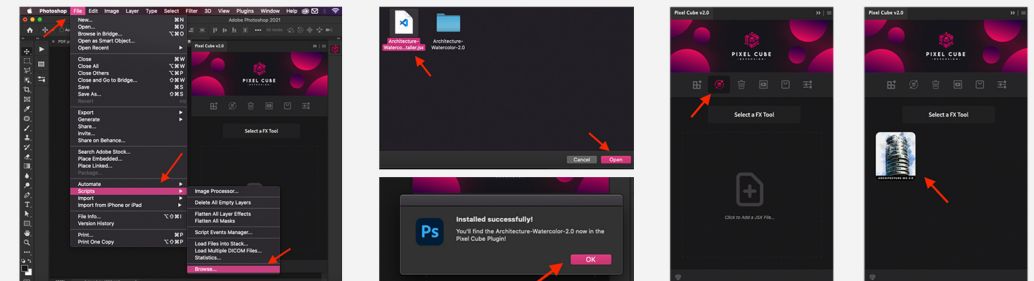 Photoshop File Edit Image Layer Type Select Filter 3D View Plugins Window Help
Adobe Photoshop 2021
New... ⌘N
Open... ⌘O
Browse in Bridge... ⌥⌘O
Open as Smart Object...
Open Recent
Close ⌘W
Close All ⌥⌘W
Close Others ⌥⌘P
Close and Go to Bridge... ⇧⌘W
Save ⌘S
Save As... ⇧⌘S
Revert
Export
Generate
Share...
Invite...
Share on Behance...
Search Adobe Stock...
Place Embedded...
Place Linked...
Package...
Automate
Scripts
Import
Import from iPhone or iPad
File Info... ⌥⇧⌘I
Version History
Print... ⌘P
Print One Copy ⌥⇧⌘P
Image Processor...
Delete All Empty Layers
Flatten All Layer Effects
Flatten All Masks
Script Events Manager...
Load Files into Stack...
Load Multiple DICOM Files...
Statistics...
Browse...
Pixel Cube v2.0
PIXEL CUBE
Select a FX Tool
Architecture-
Waterco...taller.jsx
Architecture-
Watercolor-2.0
Cancel Open
Ps
Installed successfully!
You'll find the Architecture-Watercolor-2.0 now in the
Pixel Cube Plugin!
OK
Pixel Cube v2.0
PIXEL CUBE
Select a FX Tool
Click to Add a JSX File...
Pixel Cube v2.0
PIXEL CUBE
Select a FX Tool